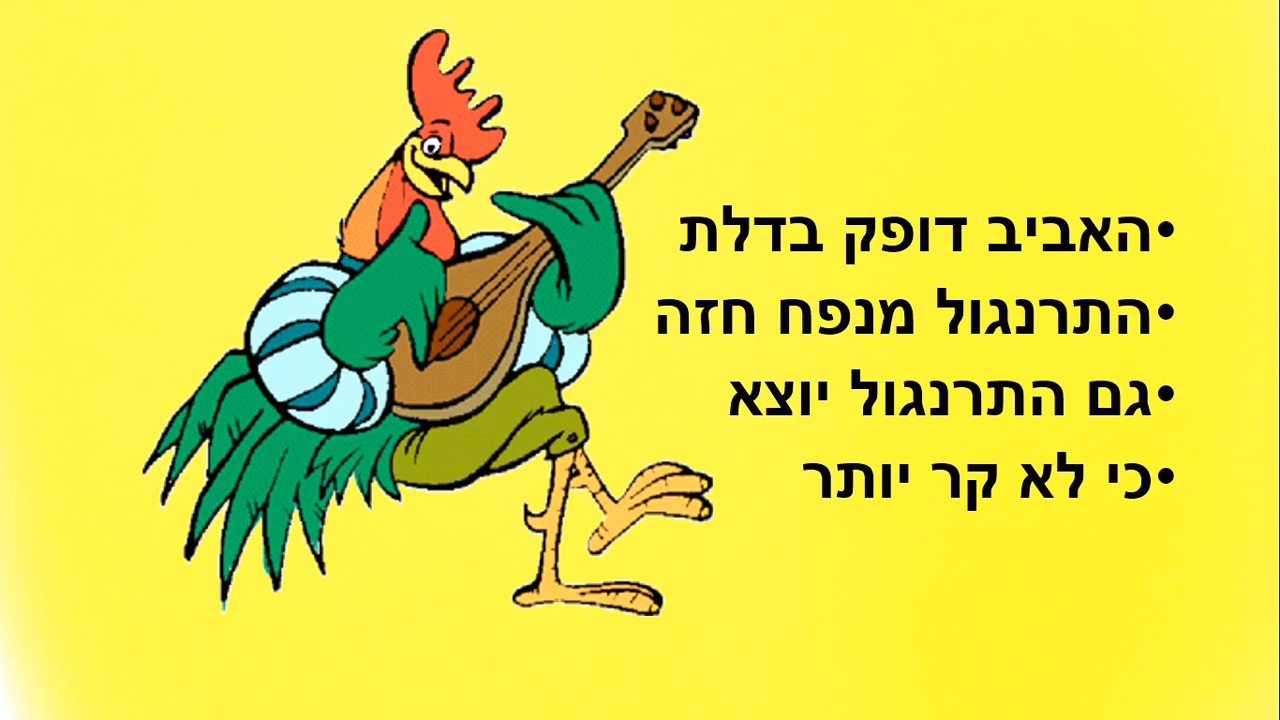 •האביב דופק בדלת
•התרנגול מנפח חזה
•גם התרנגול יוצא
•כי לא קר יותר